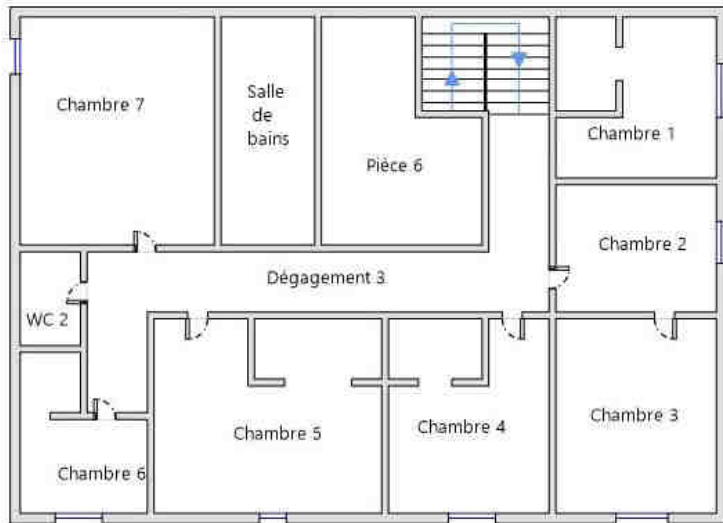 Chambre 7
Salle
de
bains
Pièce 6
Chambre 1
Chambre 2
Dégagement 3
WC 2
Chambre 3
Chambre 4
Chambre 5
Chambre 6